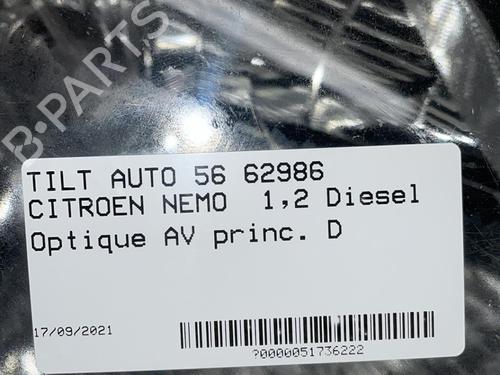 B-PARTS
TILT AUTO 56 62986
CITROEN NEMO  1,2 Diesel
Optique AV princ. D
17/09/2021
?0000051736222